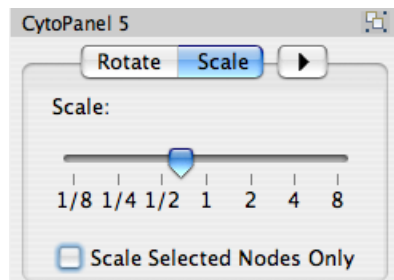 CytoPanel 5
Rotate Scale
Scale:
1/8 1/4 1/2 1 2 4 8
Scale Selected Nodes Only